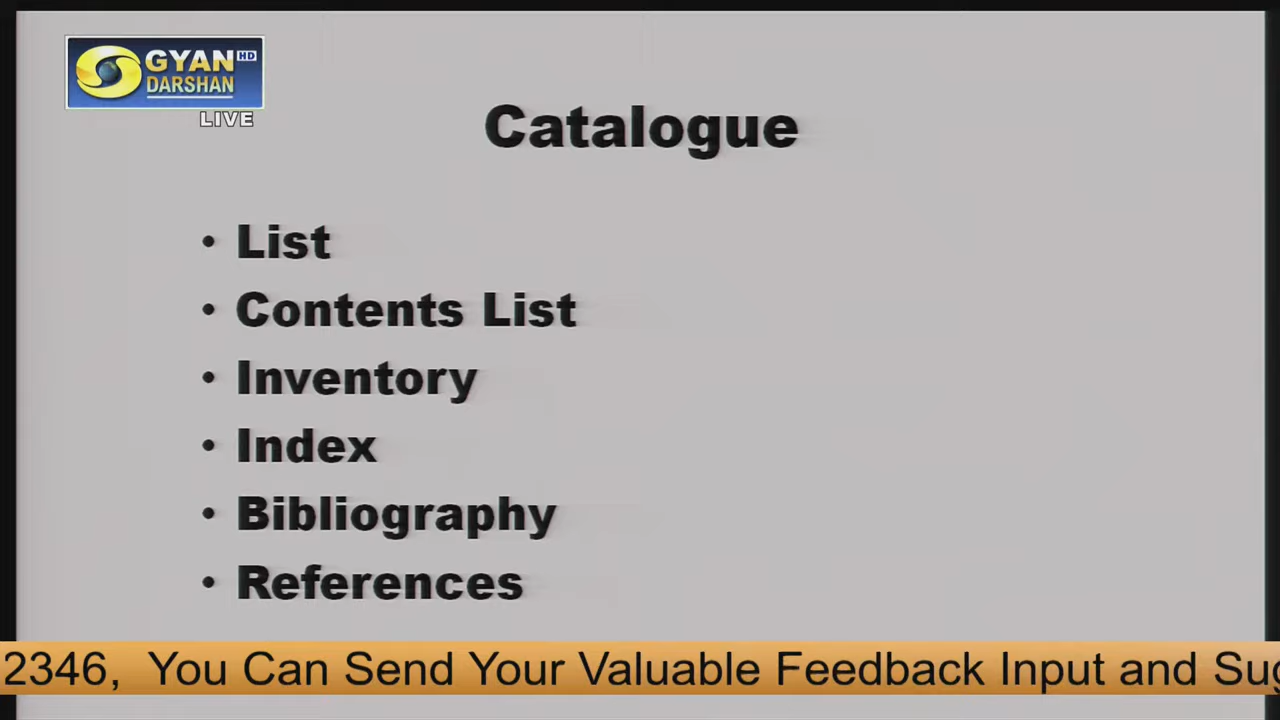 GYAN HD
DARSHAN
LIVE
Catalogue
• List
• Contents List
• Inventory
• Index
• Bibliography
• References
2346, You Can Send Your Valuable Feedback Input and Sug